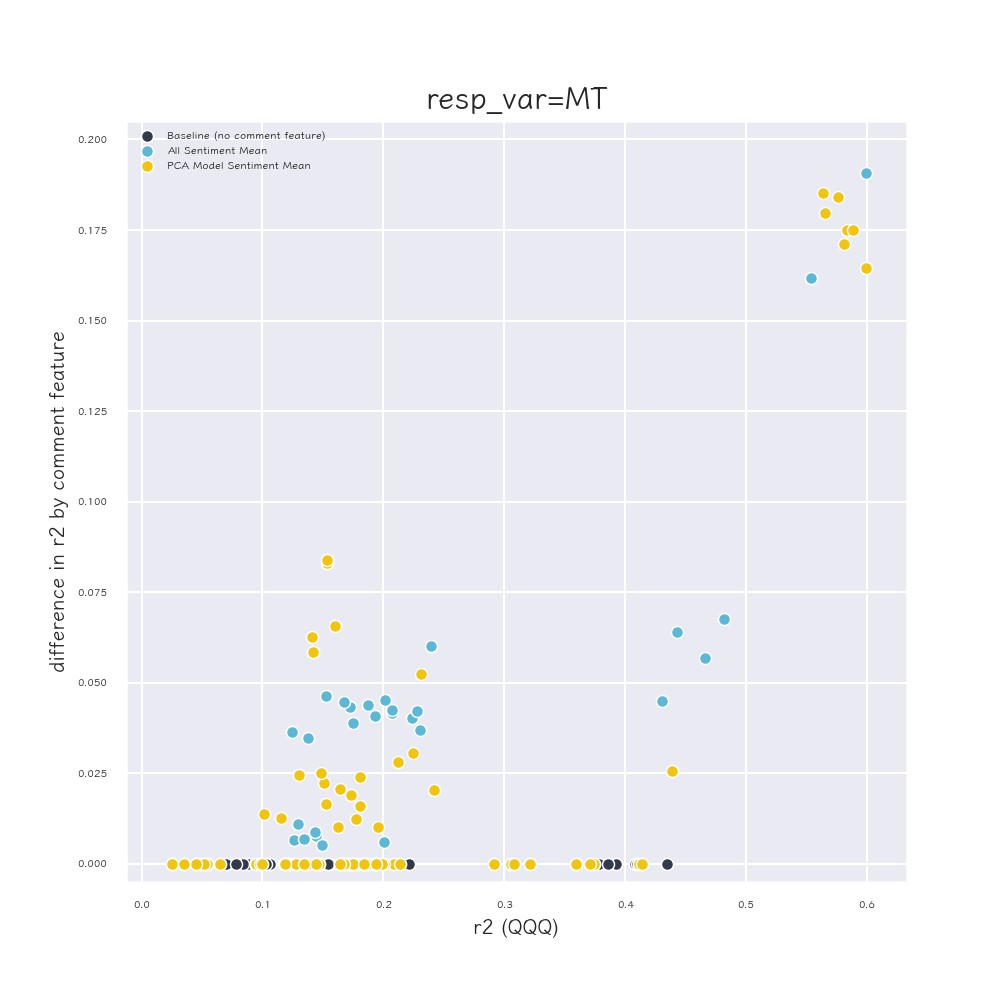 resp_var=MT
Baseline (no comment feature)
All Sentiment Mean
PCA Model Sentiment Mean
difference in r2 by comment feature
0.200
0.175
0.150
0.125
0.100
0.075
0.050
0.025
0.000
0.0 0.1 0.2 0.3 0.4 0.5 0.6
r2 (QQQ)